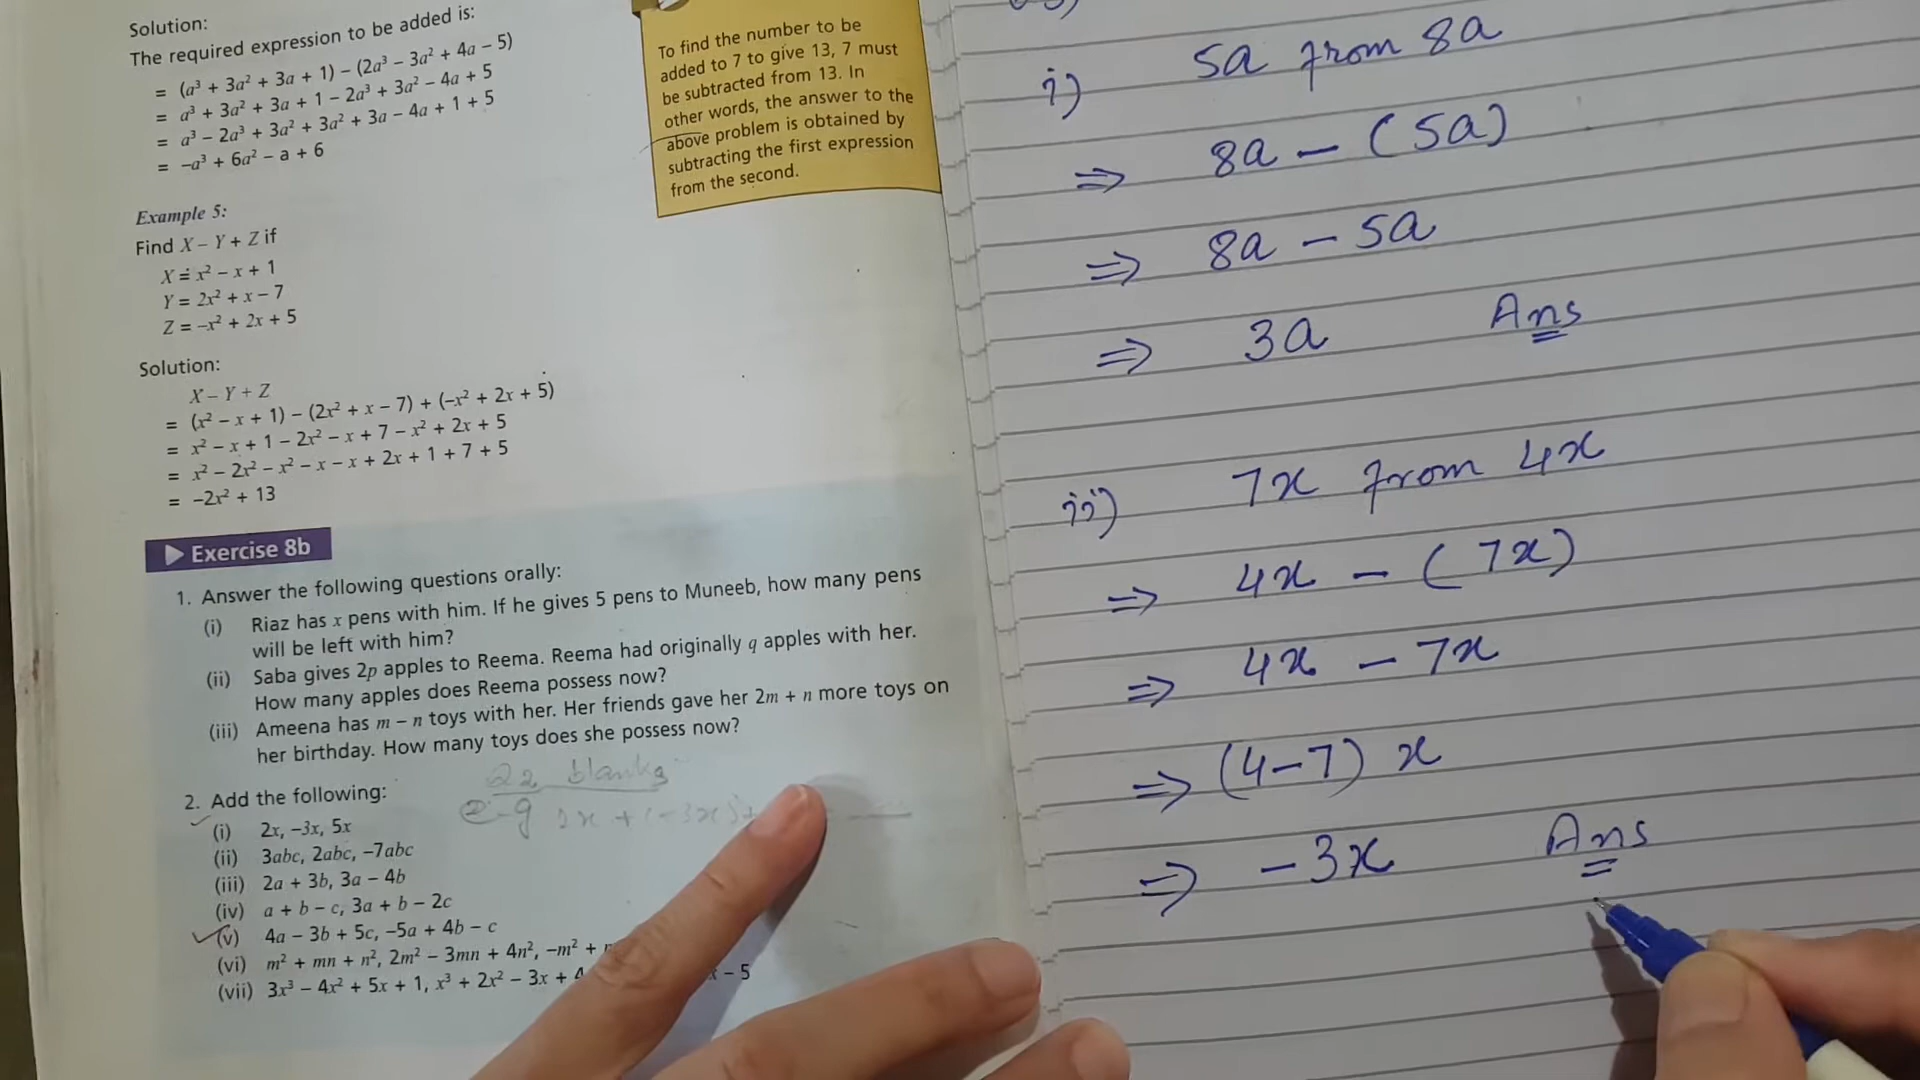 Solution:
The required expression to be added is:
= (a³ + 3a² + 3a + 1) – (2a³ – 3a² + 4a – 5)
= a³ + 3a² + 3a + 1 – 2a³ + 3a² – 4a + 5
= a³ – 2a³ + 3a² + 3a² + 3a – 4a + 1 + 5
= –a³ + 6a² – a + 6
To find the number to be
added to 7 to give 13, 7 must
be subtracted from 13. In
other words, the answer to the
above problem is obtained by
subtracting the first expression
from the second.
Example 5:
Find X – Y + Z if
X = x² – x + 1
Y = 2x² + x – 7
Z = –x² + 2x + 5
Solution:
X – Y + Z
= (x² – x + 1) – (2x² + x – 7) + (–x² + 2x + 5)
= x² – x + 1 – 2x² – x + 7 – x² + 2x + 5
= x² – 2x² – x² – x – x + 2x + 1 + 7 + 5
= –2x² + 13
Exercise 8b
1. Answer the following questions orally:
(i) Riaz has x pens with him. If he gives 5 pens to Muneeb, how many pens
will be left with him?
(ii) Saba gives 2p apples to Reema. Reema had originally q apples with her.
How many apples does Reema possess now?
(iii) Ameena has m – n toys with her. Her friends gave her 2m + n more toys on
her birthday. How many toys does she possess now?
blanks
2. Add the following:
(i) 2x, –3x, 5x
(ii) 3abc, 2abc, –7abc
(iii) 2a + 3b, 3a – 4b
(iv) a + b – c, 3a + b – 2c
(v) 4a – 3b + 5c, –5a + 4b – c
(vi) m² + mn + n², 2m² – 3mn + 4n², –m² +
(vii) 3x³ – 4x² + 5x + 1, x³ + 2x² – 3x + 4 – 5
i) 5a from 8a
⇒ 8a – (5a)
⇒ 8a – 5a
⇒ 3a Ans
ii) 7x from 4x
⇒ 4x – (7x)
⇒ 4x – 7x
⇒ (4–7) x
⇒ –3x Ans